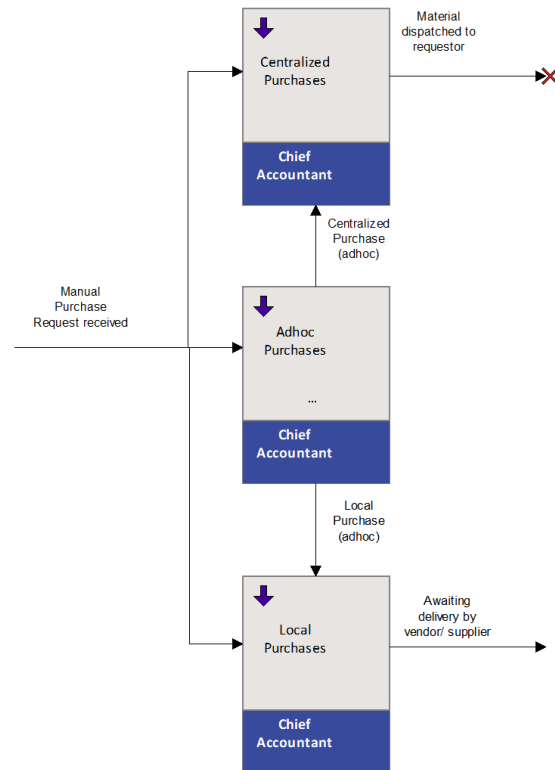 Material
dispatched to
requestor
Centralized
Purchases
Chief
Accountant
Centralized
Purchase
(adhoc)
Manual
Purchase
Request received
Adhoc
Purchases
...
Chief
Accountant
Local
Purchase
(adhoc)
Awaiting
delivery by
vendor/ supplier
Local
Purchases
Chief
Accountant